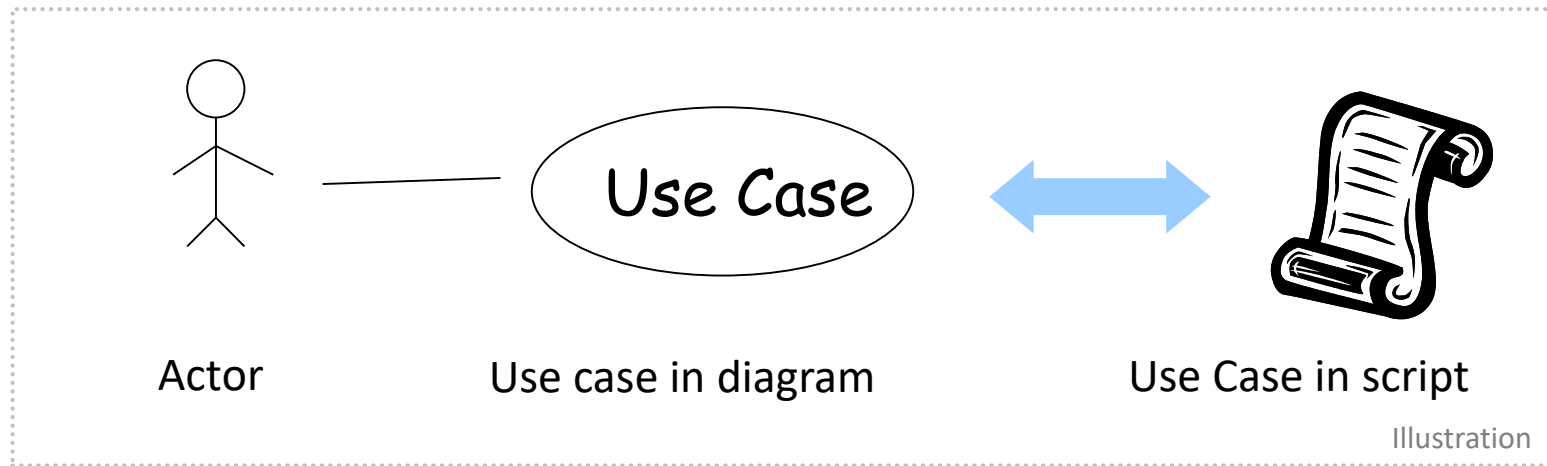 Use Case
Actor
Use case in diagram
Use Case in script
Illustration